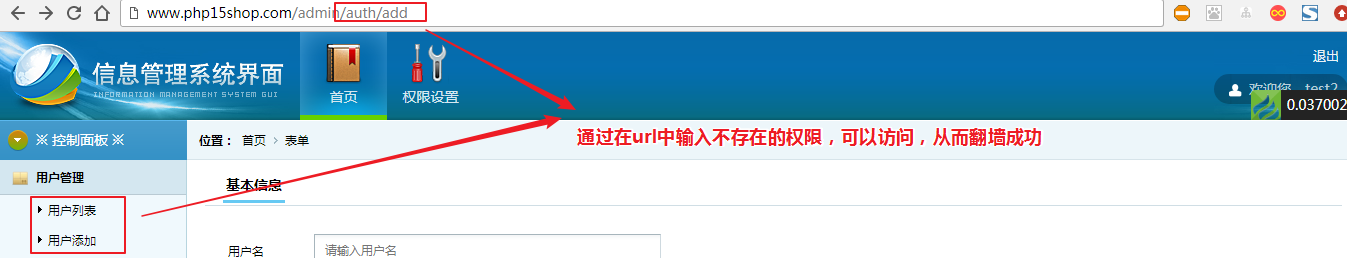 www.php15shop.com/admin/auth/add
信息管理系统界面
INFORMATION MANAGEMENT SYSTEM GUI
首页
权限设置
退出
欢迎您 test2
0.037002
※ 控制面板 ※
位置： 首页 › 表单
通过在url中输入不存在的权限，可以访问，从而翻墙成功
用户管理
基本信息
用户列表
用户添加
用户名
请输入用户名